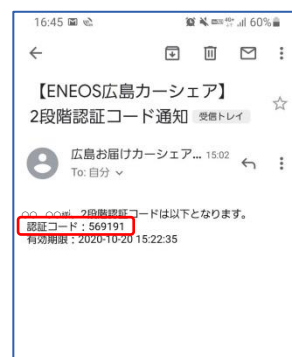 16:45
60%
【ENEOS広島カーシェア】
2段階認証コード通知 受信トレイ
広島お届けカーシェア... 15:02
To: 自分
○○ ○○様 2段階認証コードは以下となります。
認証コード：569191
有効期限：2020-10-20 15:22:35